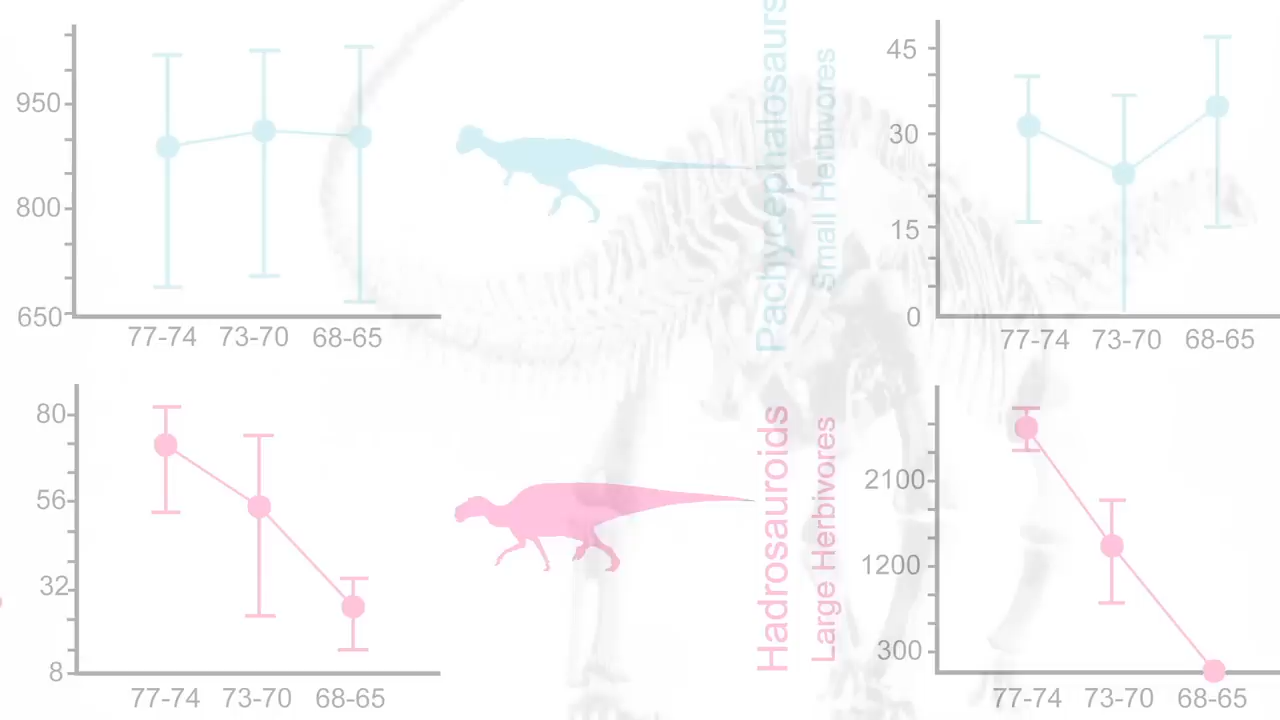 950
800
650
77-74 73-70 68-65
Pachycephalosaurs
Small Herbivores
45
30
15
0
77-74 73-70 68-65
80
56
32
8
77-74 73-70 68-65
Hadrosauroids
Large Herbivores
2100
1200
300
77-74 73-70 68-65